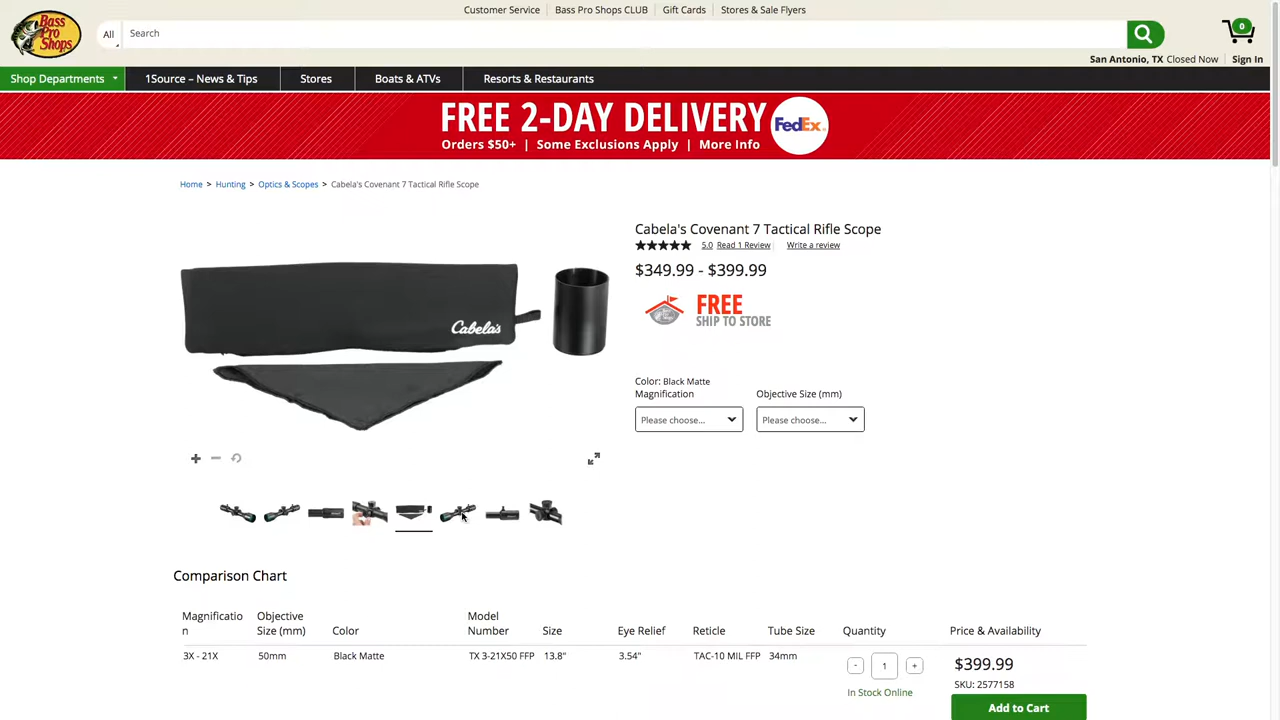 Customer Service
Bass Pro Shops CLUB
Gift Cards
Stores & Sale Flyers
Bass
Pro
Shops
All
Search
0
San Antonio, TX Closed Now
Sign In
Shop Departments
1Source – News & Tips
Stores
Boats & ATVs
Resorts & Restaurants
FREE 2-DAY DELIVERY
FedEx
Orders $50+ | Some Exclusions Apply | More Info
Home > Hunting > Optics & Scopes > Cabela's Covenant 7 Tactical Rifle Scope
Cabela's
Cabela's Covenant 7 Tactical Rifle Scope
5.0 Read 1 Review
Write a review
$349.99 - $399.99
FREE
SHIP TO STORE
Color: Black Matte
Magnification
Objective Size (mm)
Please choose...
Please choose...
Comparison Chart
Magnificatio
n
Objective
Size (mm)
Color
Model
Number
Size
Eye Relief
Reticle
Tube Size
Quantity
Price & Availability
3X - 21X
50mm
Black Matte
TX 3-21X50 FFP
13.8"
3.54"
TAC-10 MIL FFP
34mm
- 1 +
In Stock Online
$399.99
SKU: 2577158
Add to Cart